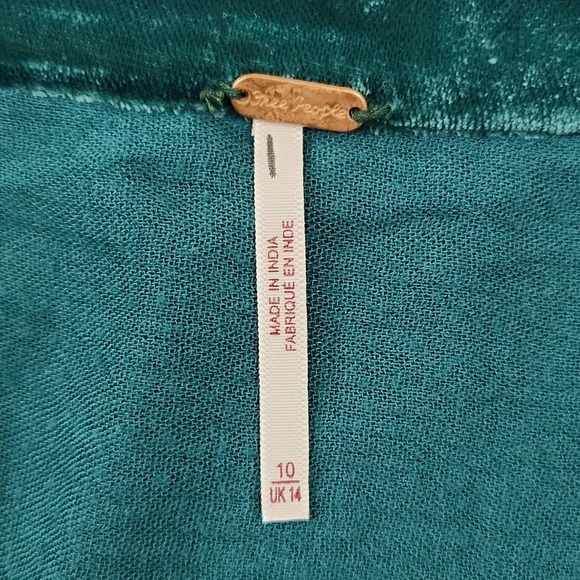 Free People
MADE IN INDIA
FABRIQUÉ EN INDE
10
UK 14